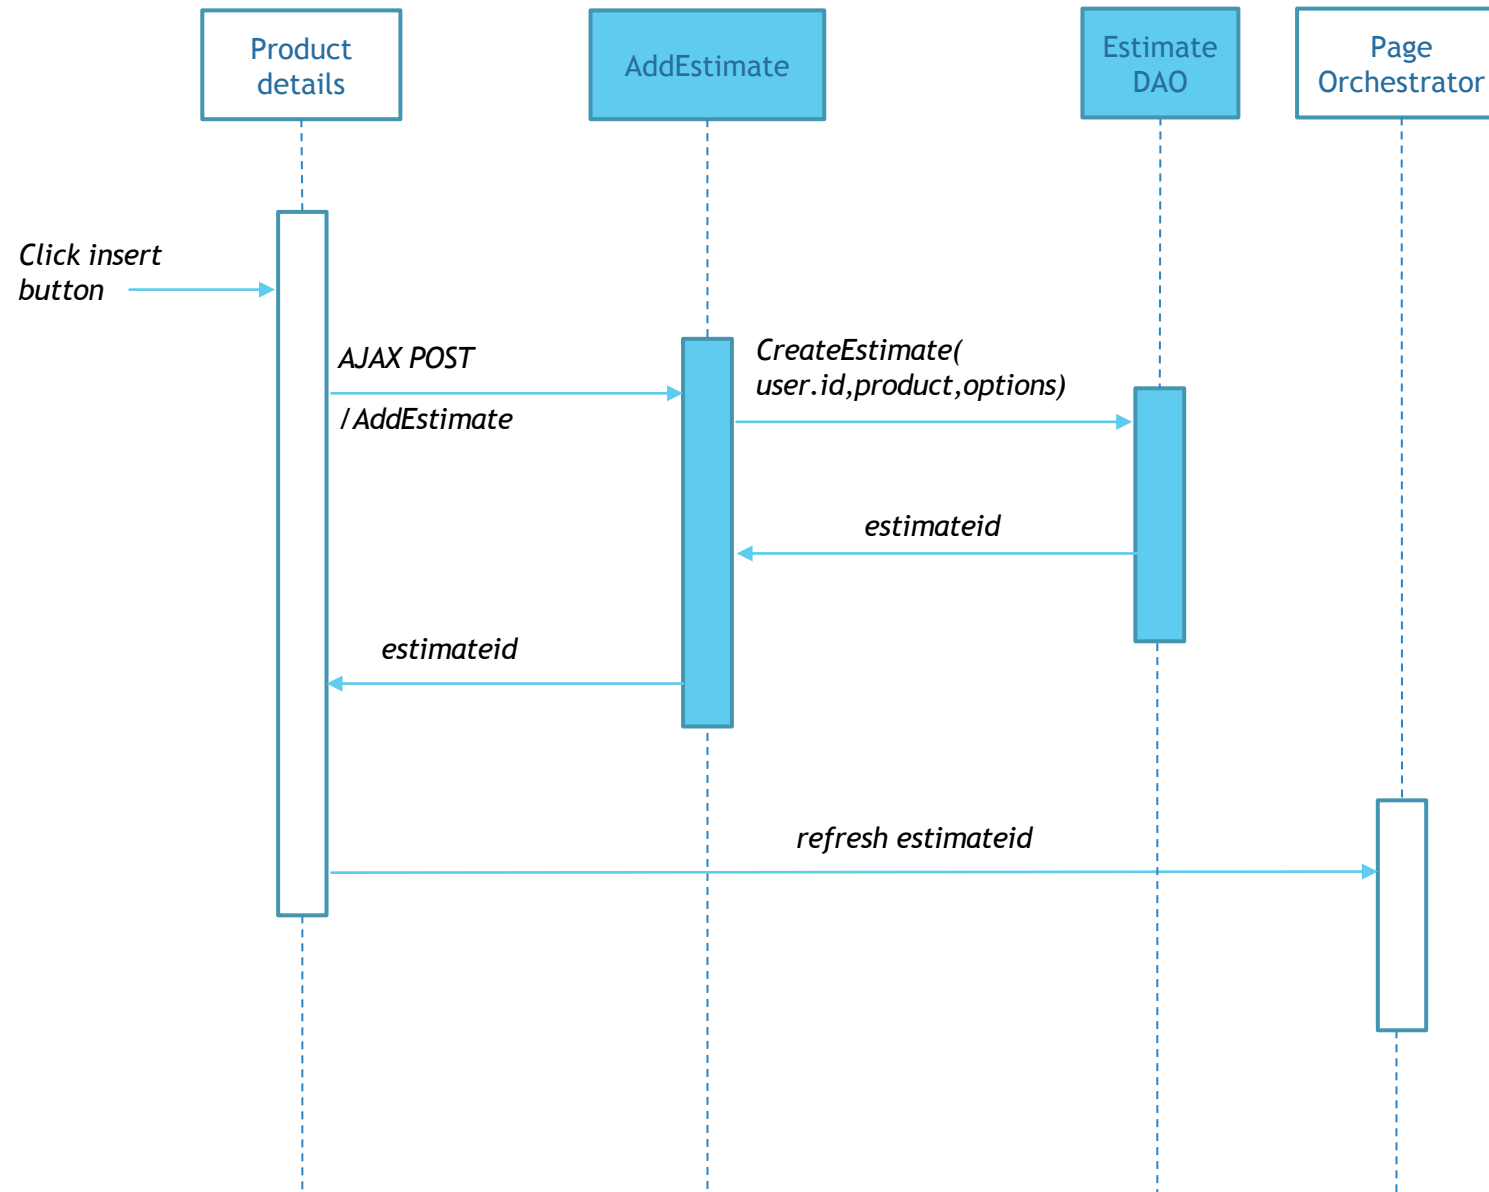 Product
details
AddEstimate
Estimate
DAO
Page
Orchestrator
Click insert
button
AJAX POST
/AddEstimate
CreateEstimate(
user.id,product,options)
estimateid
estimateid
refresh estimateid